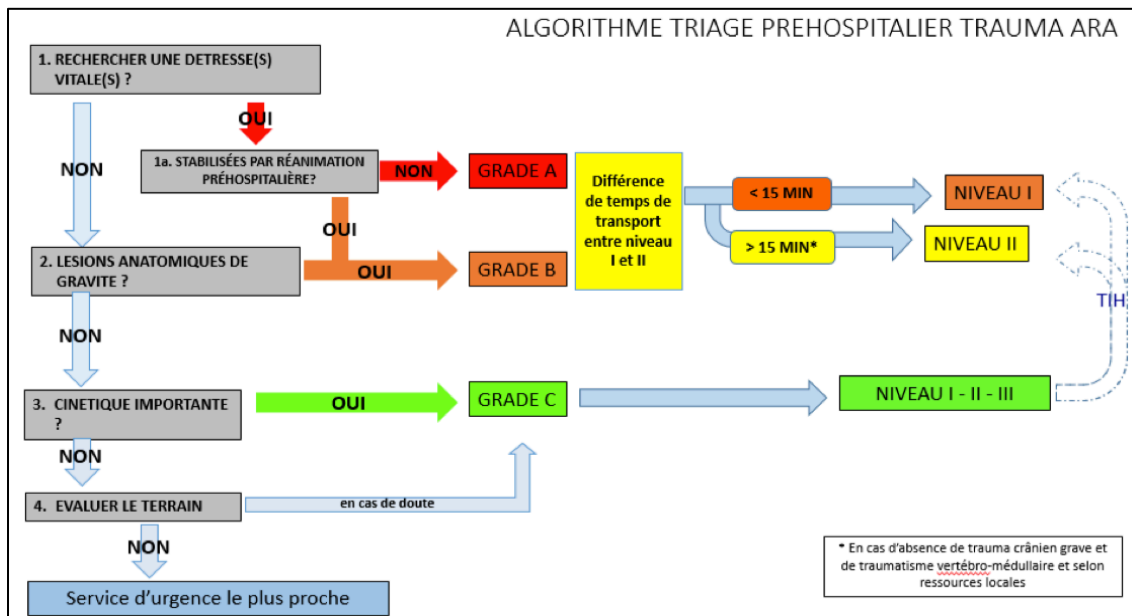 ALGORITHME TRIAGE PREHOSPITALIER TRAUMA ARA
1. RECHERCHER UNE DETRESSE(S)
VITALE(S) ?
OUI
NON
1a. STABILISÉES PAR RÉANIMATION
PRÉHOSPITALIÈRE?
NON
GRADE A
Différence
de temps de
transport
entre niveau
I et II
< 15 MIN
NIVEAU I
OUI
> 15 MIN*
NIVEAU II
2. LESIONS ANATOMIQUES DE
GRAVITE ?
OUI
GRADE B
TIH
NON
3. CINETIQUE IMPORTANTE
?
OUI
GRADE C
NIVEAU I - II - III
NON
4. EVALUER LE TERRAIN
en cas de doute
NON
Service d’urgence le plus proche
* En cas d’absence de trauma crânien grave et
de traumatisme vertébro-médullaire et selon
ressources locales